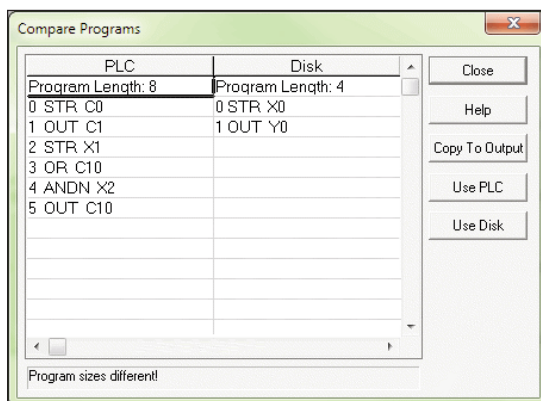 Compare Programs
PLC Disk
Program Length: 8 Program Length: 4
0 STR C0 0 STR X0
1 OUT C1 1 OUT Y0
2 STR X1
3 OR C10
4 ANDN X2
5 OUT C10
Close
Help
Copy To Output
Use PLC
Use Disk
Program sizes different!